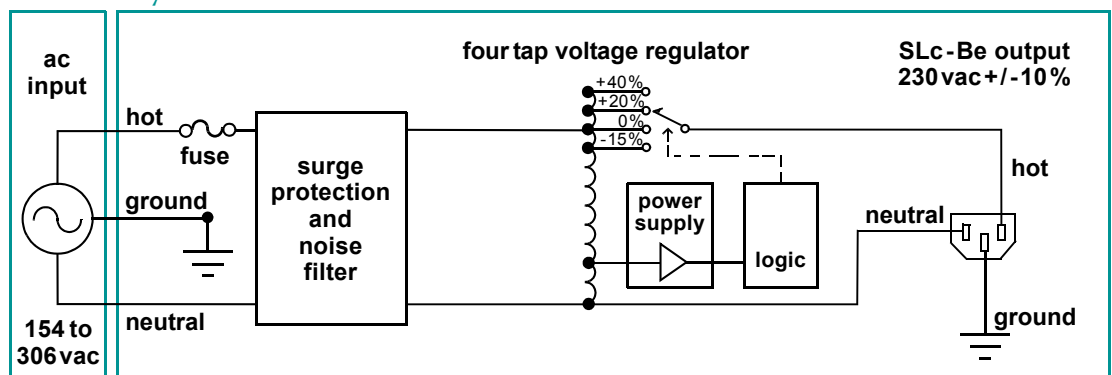 ac
input
hot
fuse
ground
neutral
154 to
306 vac
surge
protection
and
noise
filter
four tap voltage regulator
+40%
+20%
0%
-15%
power
supply
logic
SLc-Be output
230 vac +/-10%
hot
neutral
ground